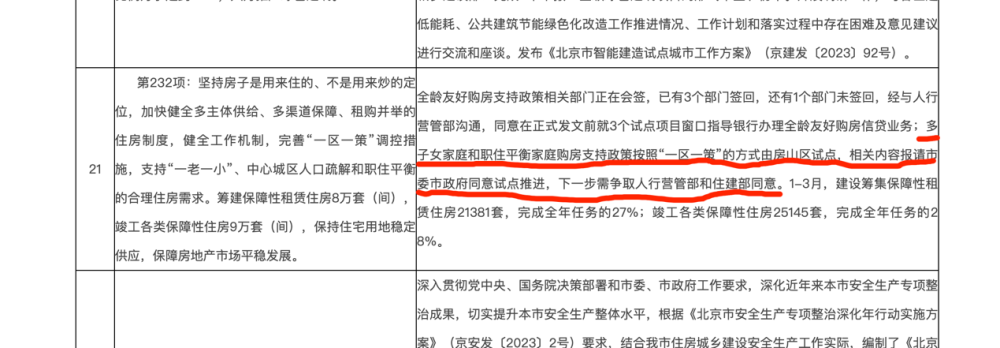 低能耗、公共建筑节能绿色化改造工作推进情况、工作计划和落实过程中存在困难及意见建议
进行交流和座谈。发布《北京市智能建造试点城市工作方案》（京建发〔2023〕92号）。
21
第232项：坚持房子是用来住的、不是用来炒的定
位，加快健全多主体供给、多渠道保障、租购并举的
住房制度，健全工作机制，完善“一区一策”调控措
施，支持“一老一小”、中心城区人口疏解和职住平衡
的合理住房需求。筹建保障性租赁住房8万套（间），
竣工各类保障性住房9万套（间），保持住宅用地稳定
供应，保障房地产市场平稳发展。
全龄友好购房支持政策相关部门正在会签，已有3个部门签回，还有1个部门未签回，经与人行
营管部沟通，同意在正式发文前就3个试点项目窗口指导银行办理全龄友好购房信贷业务；多
子女家庭和职住平衡家庭购房支持政策按照“一区一策”的方式由房山区试点，相关内容报请市
委市政府同意试点推进，下一步需争取人行营管部和住建部同意。1–3月，建设筹集保障性租
赁住房21381套，完成全年任务的27%；竣工各类保障性住房25145套，完成全年任务的2
8%。
深入贯彻党中央、国务院决策部署和市委、市政府工作要求，深化近年来本市安全生产专项整
治成果，切实提升本市安全生产整体水平，根据《北京市安全生产专项整治深化年行动实施方
案》（京安发〔2023〕2号）要求，结合我市住房城乡建设安全生产工作实际，编制了《北京